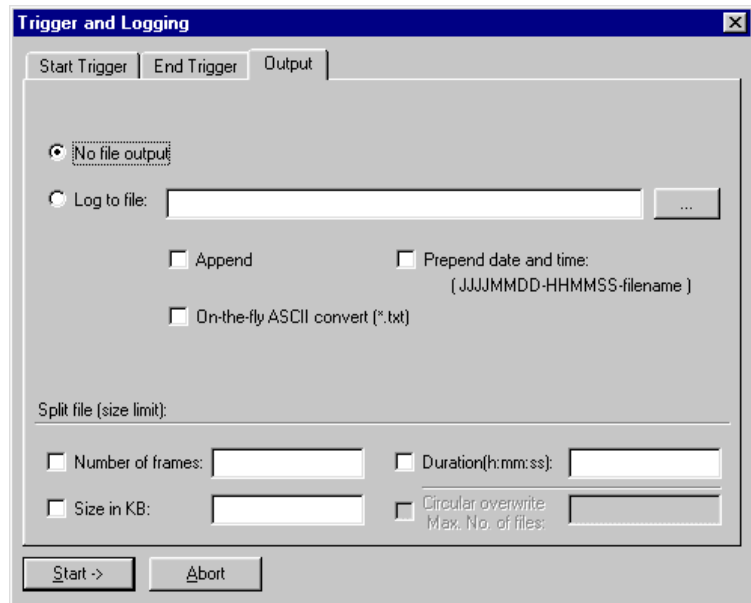 Trigger and Logging
Start Trigger
End Trigger
Output
No file output
Log to file:
...
Append
Prepend date and time:
(JJJJMMDD-HHMMSS-filename )
On-the-fly ASCII convert (*.txt)
Split file (size limit):
Number of frames:
Duration(h:mm:ss):
Size in KB:
Circular overwrite
Max. No. of files:
Start ->
Abort